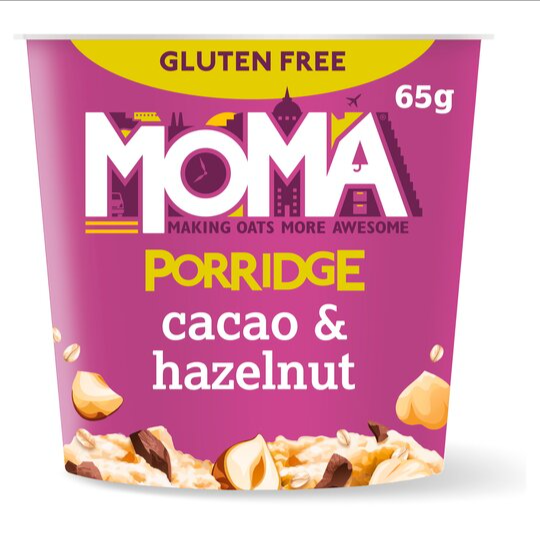 GLUTEN FREE
65g
MOMA
MAKING OATS MORE AWESOME
PORRIDGE
cacao &
hazelnut